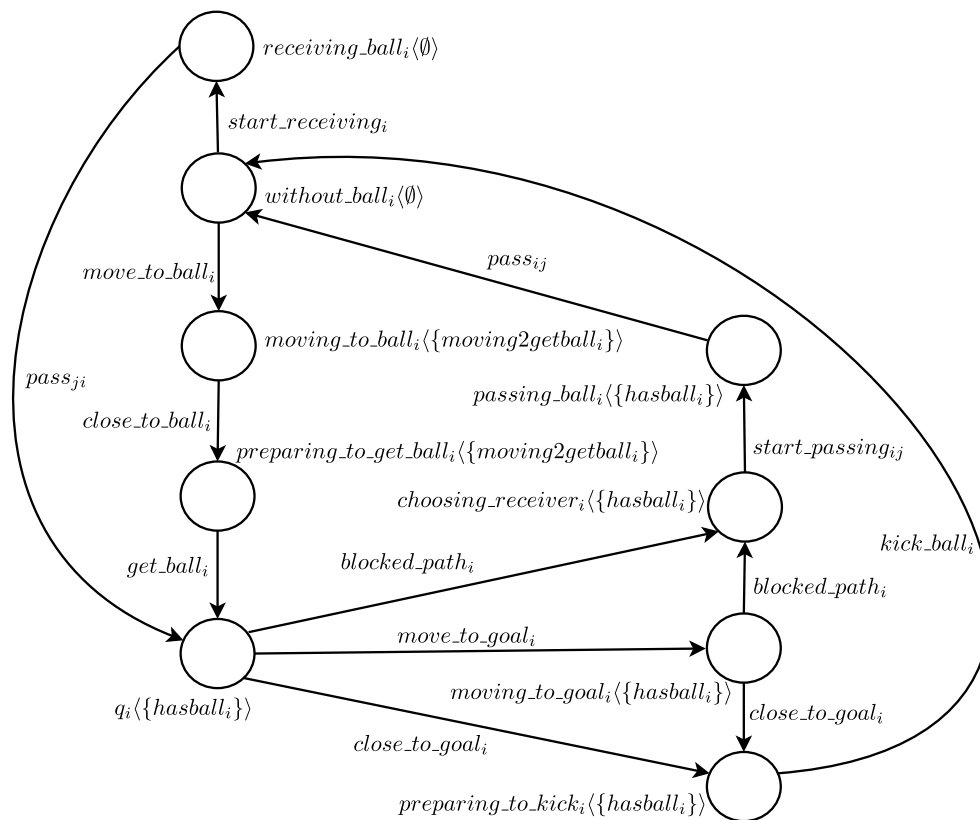 receiving_ball_i⟨∅⟩
start_receiving_i
without_ball_i⟨∅⟩
pass_ij
move_to_ball_i
moving_to_ball_i⟨{moving2getball_i}⟩
pass_ji
passing_ball_i⟨{hasball_i}⟩
close_to_ball_i
preparing_to_get_ball_i⟨{moving2getball_i}⟩
start_passing_ij
choosing_receiver_i⟨{hasball_i}⟩
kick_ball_i
get_ball_i
blocked_path_i
blocked_path_i
move_to_goal_i
moving_to_goal_i⟨{hasball_i}⟩
q_i⟨{hasball_i}⟩
close_to_goal_i
close_to_goal_i
preparing_to_kick_i⟨{hasball_i}⟩